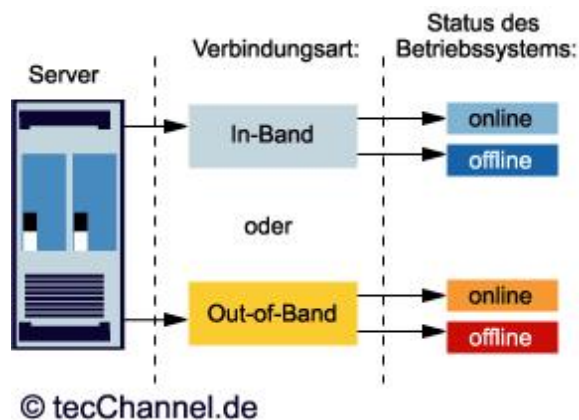 Server
Verbindungsart:
Status des
Betriebssystems:
In-Band
online
offline
oder
Out-of-Band
online
offline
© tecChannel.de